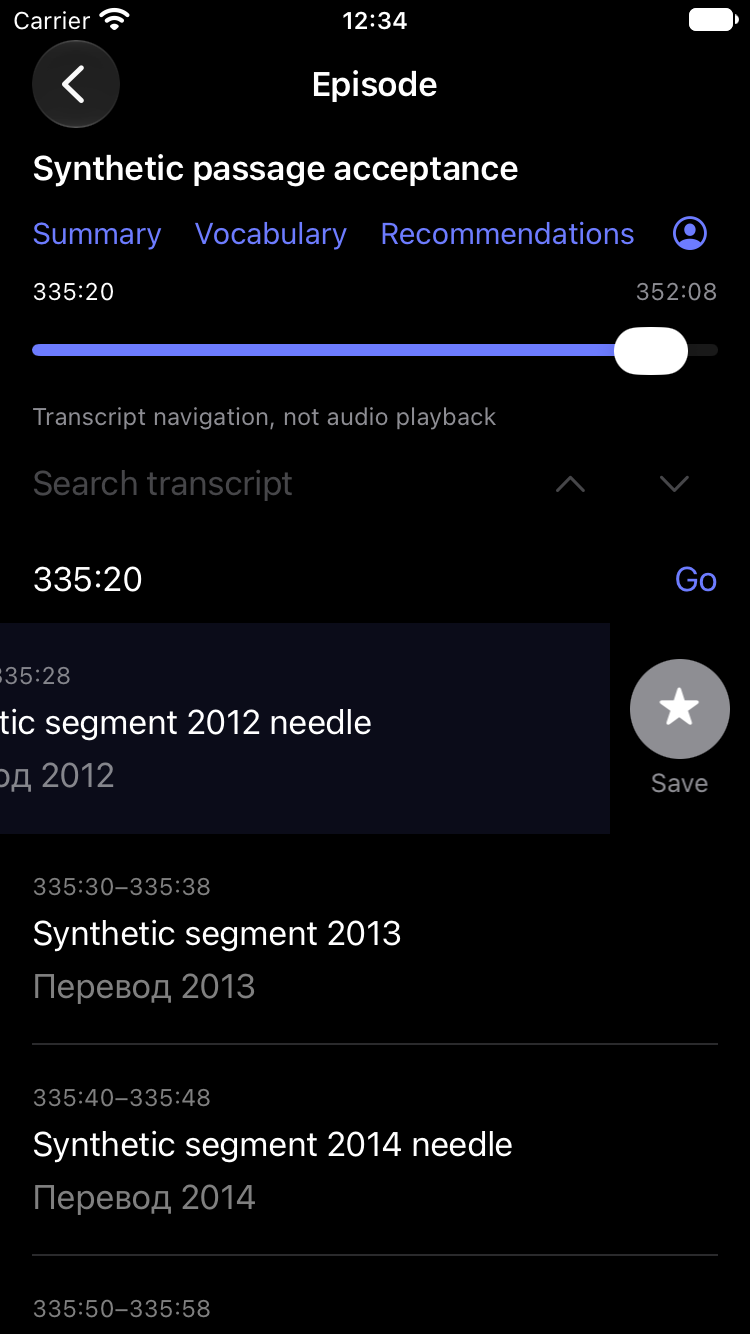 Carrier 12:34
Episode
Synthetic passage acceptance
Summary Vocabulary Recommendations
335:20 352:08
Transcript navigation, not audio playback
Search transcript
335:20 Go
335:28
tic segment 2012 needle
од 2012
Save
335:30–335:38
Synthetic segment 2013
Перевод 2013
335:40–335:48
Synthetic segment 2014 needle
Перевод 2014
335:50–335:58